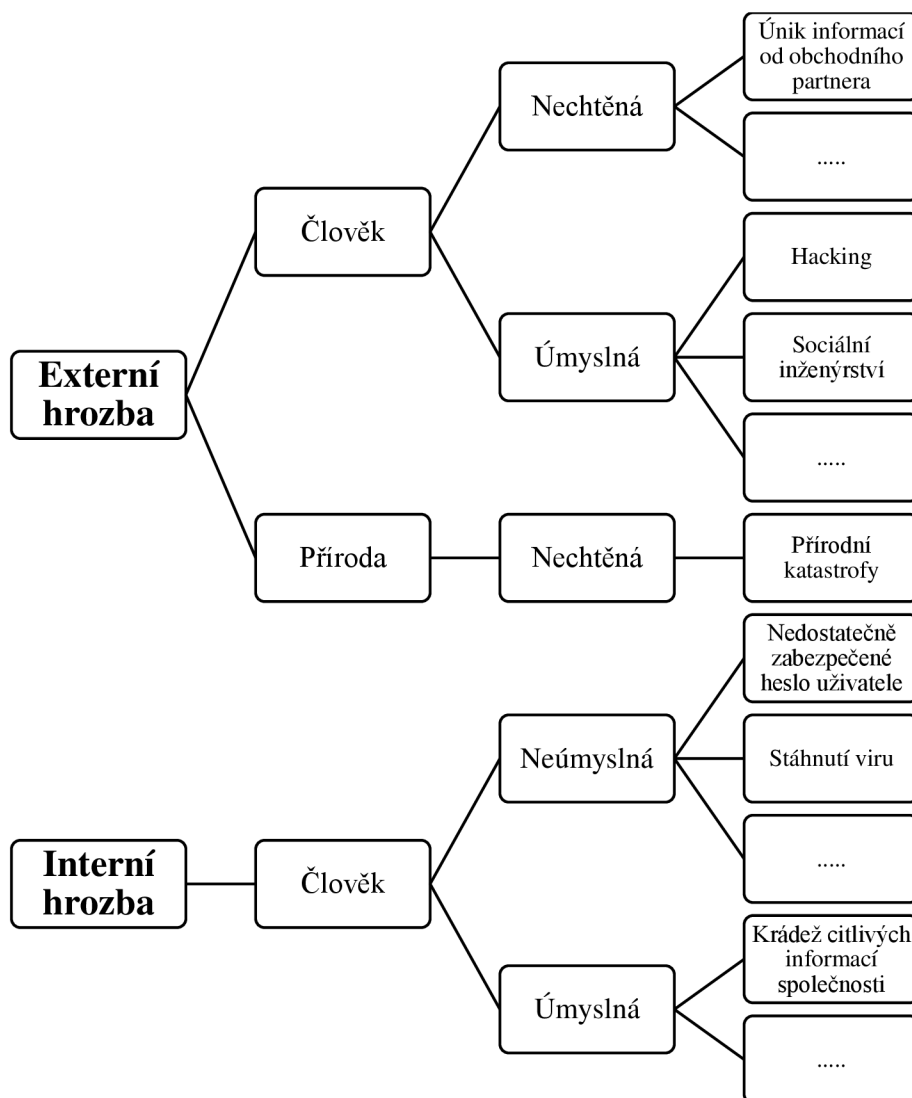 Únik informací
od obchodního
partnera
Nechtěná
.....
Člověk
Hacking
Úmyslná
Sociální
inženýrství
Externí
hrozba
.....
Příroda
Nechtěná
Přírodní
katastrofy
Nedostatečně
zabezpečené
heslo uživatele
Neúmyslná
Stáhnutí viru
.....
Interní
hrozba
Člověk
Krádež citlivých
informací
společnosti
Úmyslná
.....